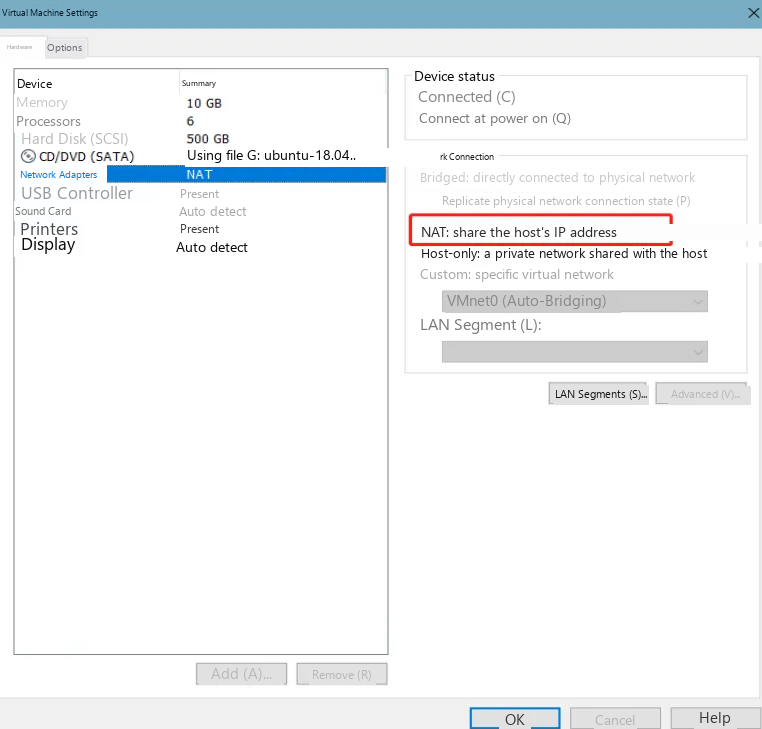 Virtual Machine Settings
Hardware
Options
Device Summary
Memory 10 GB
Processors 6
Hard Disk (SCSI) 500 GB
CD/DVD (SATA) Using file G: ubuntu-18.04..
Network Adapters NAT
USB Controller Present
Sound Card Auto detect
Printers Present
Display Auto detect
Add (A)...
Remove (R)
Device status
Connected (C)
Connect at power on (Q)
rk Connection
Bridged: directly connected to physical network
Replicate physical network connection state (P)
NAT: share the host's IP address
Host-only: a private network shared with the host
Custom: specific virtual network
VMnet0 (Auto-Bridging)
LAN Segment (L):
LAN Segments (S)...
Advanced (V)...
OK
Cancel
Help